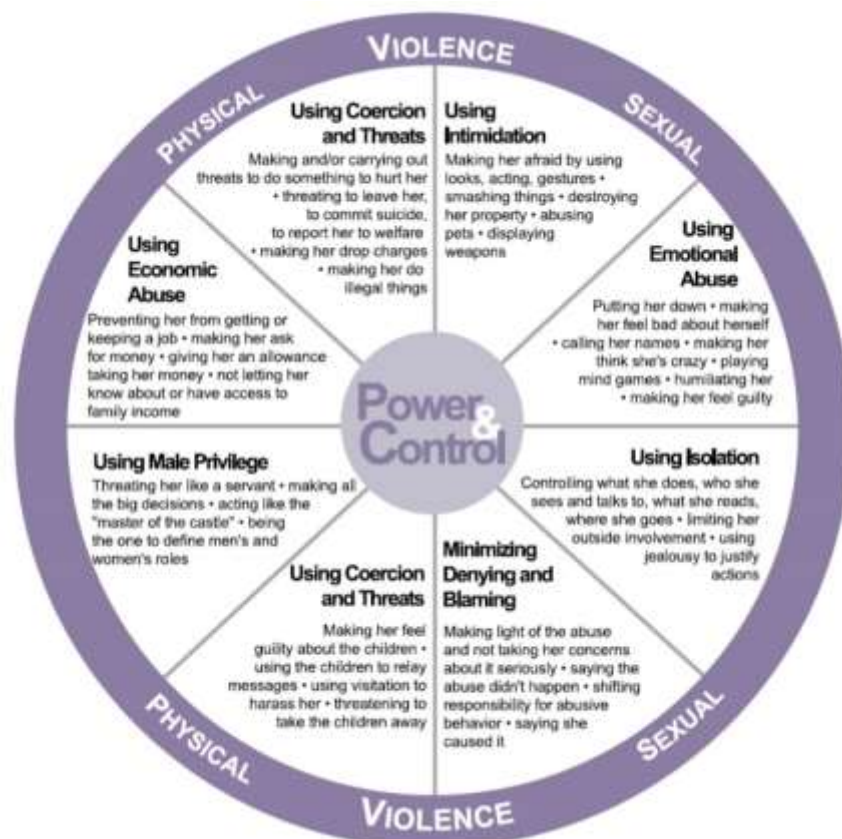 VIOLENCE
PHYSICAL
SEXUAL
Using Coercion
and Threats
Making and/or carrying out
threats to do something to hurt her
• threating to leave her,
to commit suicide,
to report her to welfare
• making her drop charges
• making her do
illegal things
Using
Intimidation
Making her afraid by using
looks, acting, gestures •
smashing things • destroying
her property • abusing
pets • displaying
weapons
Using
Economic
Abuse
Preventing her from getting or
keeping a job • making her ask
for money • giving her an allowance
taking her money • not letting her
know about or have access to
family income
Using
Emotional
Abuse
Putting her down • making
her feel bad about herself
• calling her names • making her
think she's crazy • playing
mind games • humiliating her
• making her feel guilty
Power
&
Control
Using Male Privilege
Threating her like a servant • making all
the big decisions • acting like the
"master of the castle" • being
the one to define men's and
women's roles
Using Isolation
Controlling what she does, who she
sees and talks to, what she reads,
where she goes • limiting her
outside involvement • using
jealousy to justify
actions
Using Coercion
and Threats
Making her feel
guilty about the children •
using the children to relay
messages • using visitation to
harass her • threatening to
take the children away
Minimizing
Denying and
Blaming
Making light of the abuse
and not taking her concerns
about it seriously • saying the
abuse didn't happen • shifting
responsibility for abusive
behavior • saying she
caused it
PHYSICAL
SEXUAL
VIOLENCE